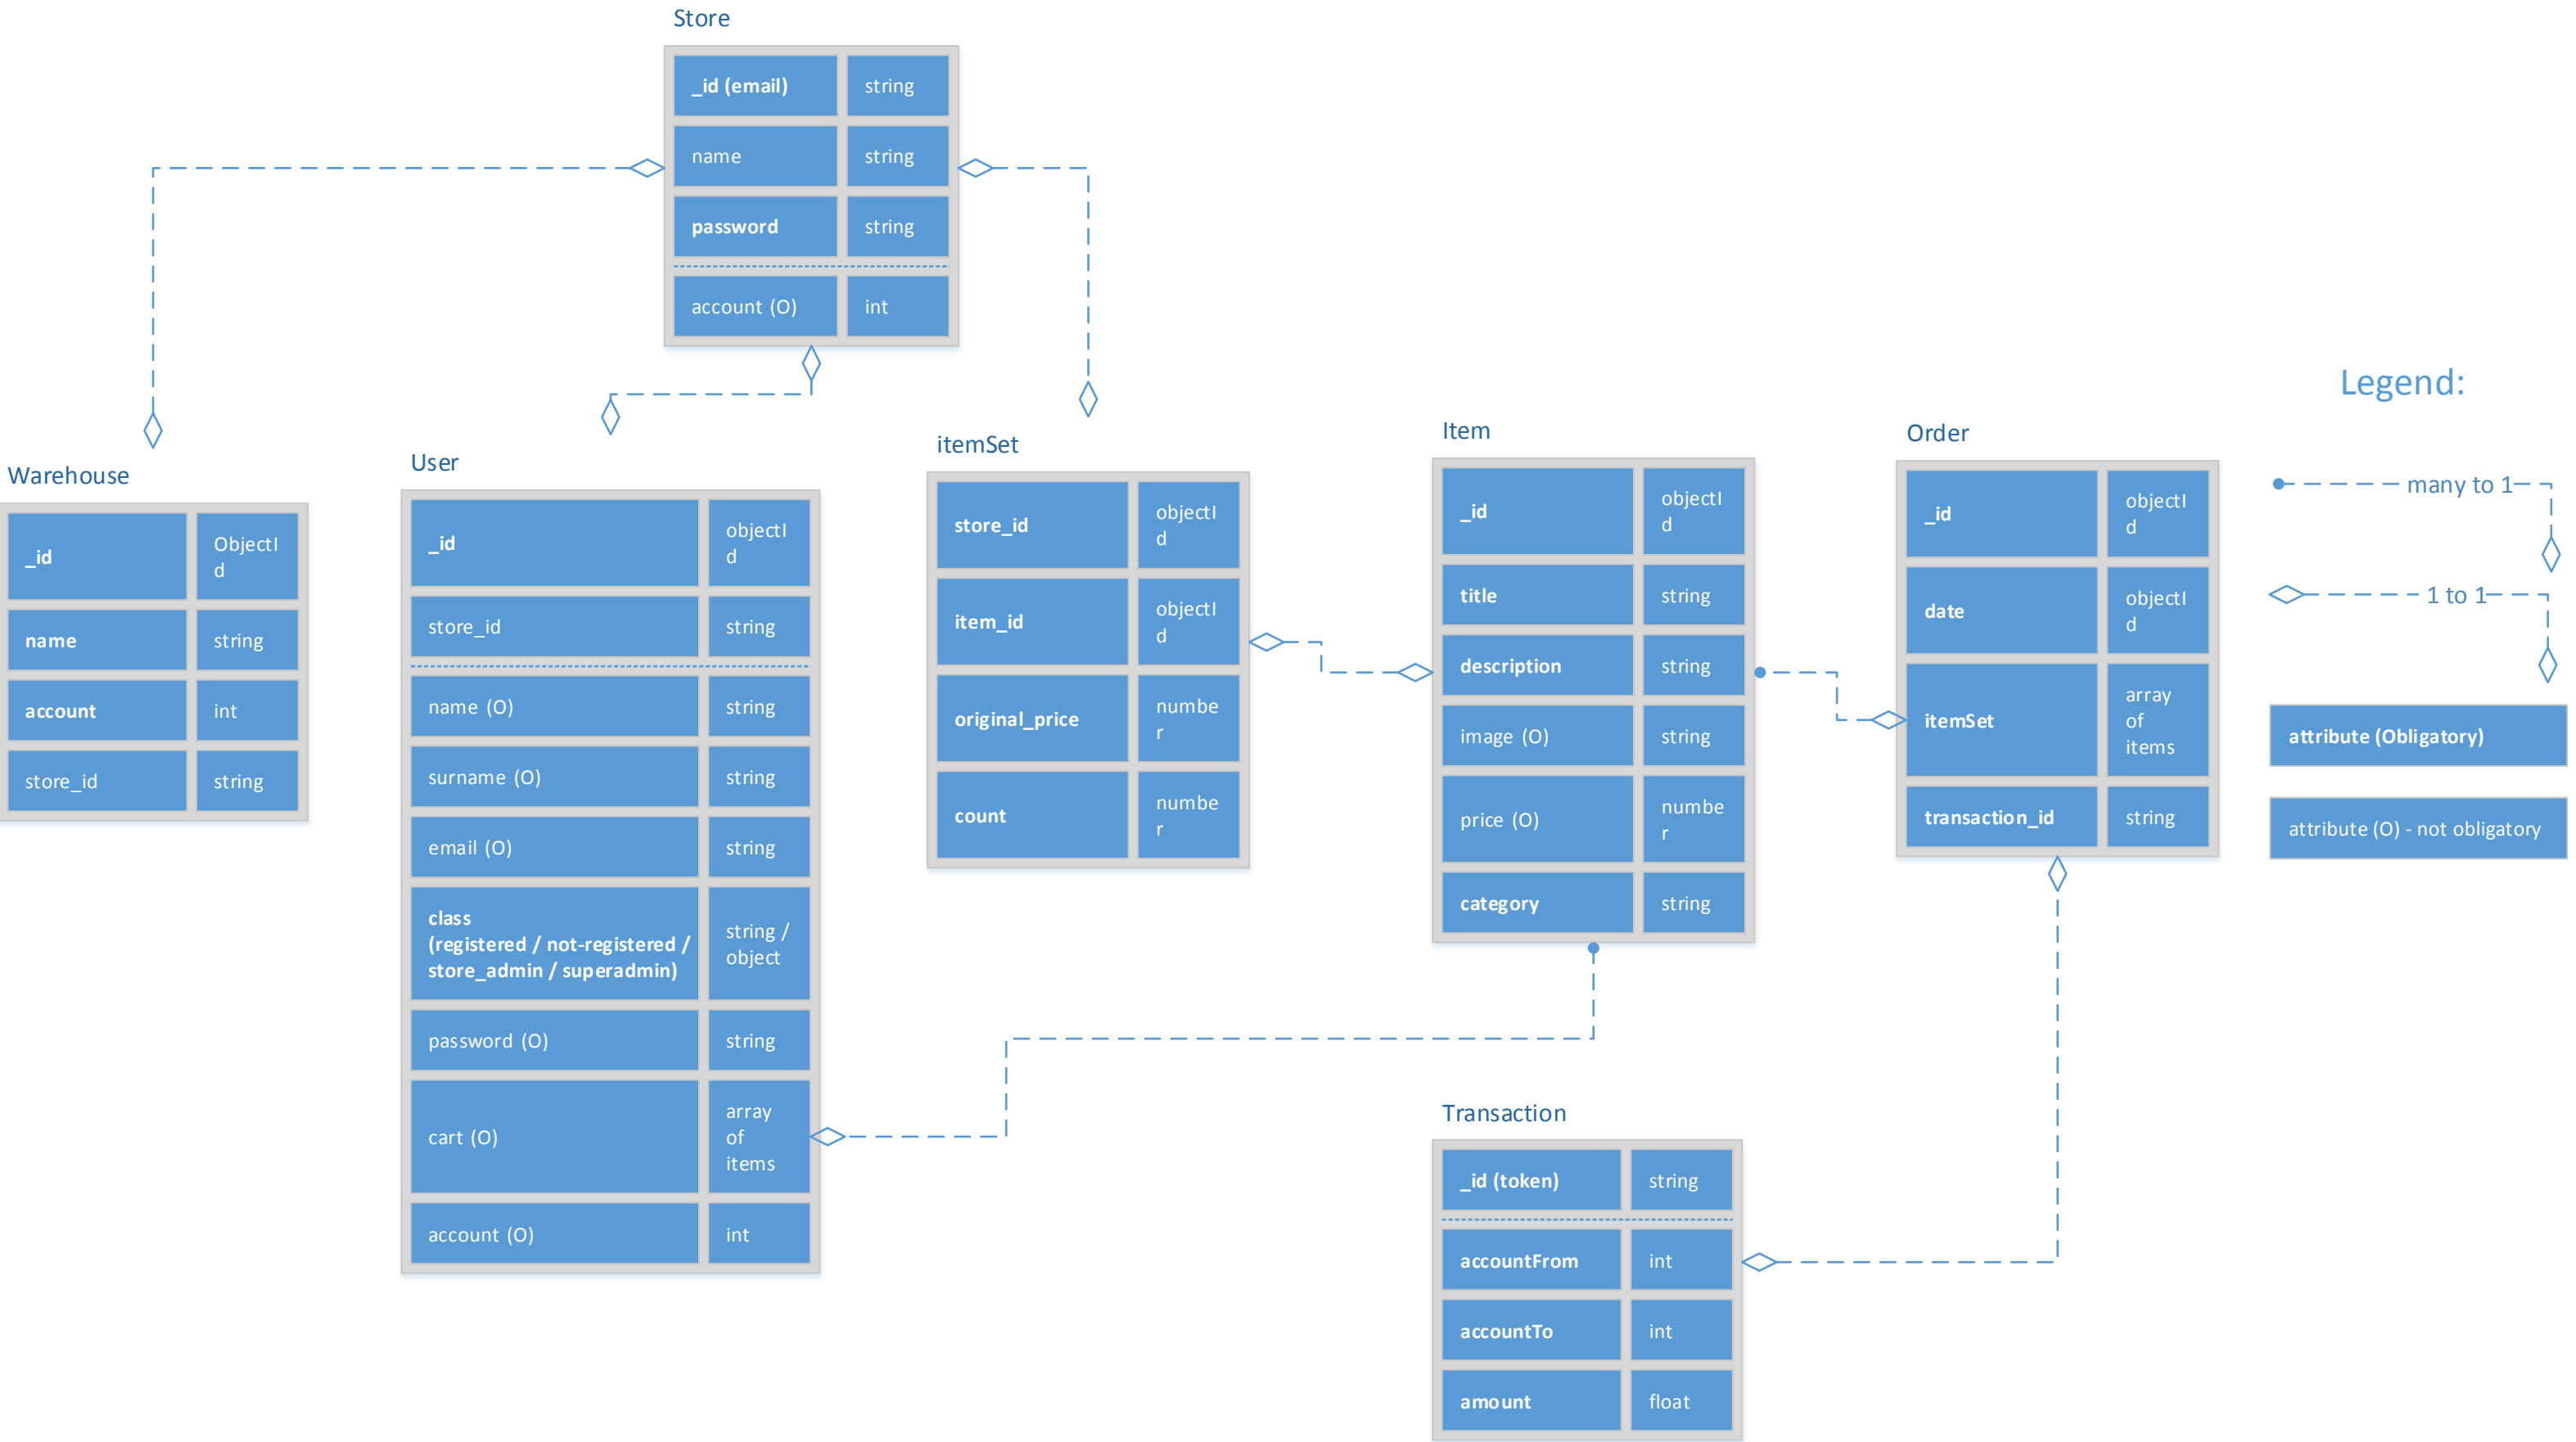 Store
_id (email) string
name string
password string
account (O) int
Warehouse
_id ObjectI
d
name string
account int
store_id string
User
_id objectI
d
store_id string
name (O) string
surname (O) string
email (O) string
class
(registered / not-registered /
store_admin / superadmin)
string /
object
password (O) string
cart (O) array
of
items
account (O) int
itemSet
store_id objectI
d
item_id objectI
d
original_price numbe
r
count numbe
r
Item
_id objectI
d
title string
description string
image (O) string
price (O) numbe
r
category string
Order
_id objectI
d
date objectI
d
itemSet array
of
items
transaction_id string
Transaction
_id (token) string
accountFrom int
accountTo int
amount float
Legend:
many to 1
1 to 1
attribute (Obligatory)
attribute (O) - not obligatory